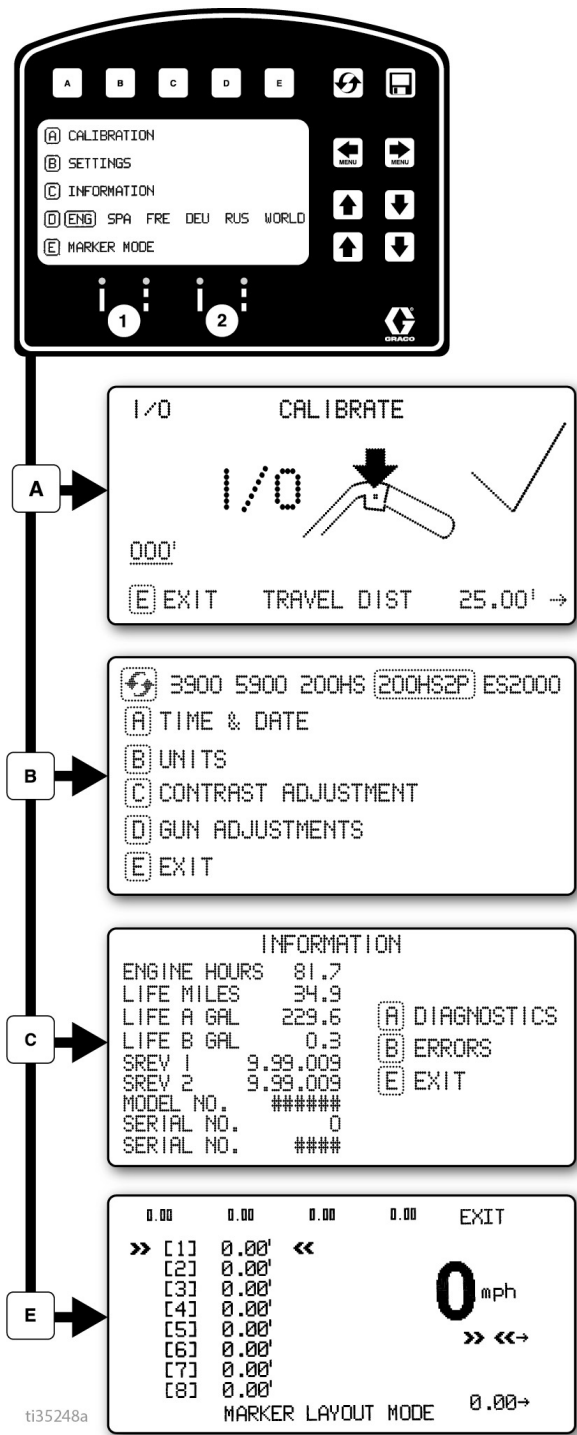 A B C D E
A CALIBRATION
B SETTINGS
C INFORMATION
D ENG SPA FRE DEU RUS WORLD
E MARKER MODE
MENU MENU
1 2
GRACO
A
I/O CALIBRATE
I/O
000'
E EXIT TRAVEL DIST 25.00' →
B
3900 5900 200HS 200HS2P ES2000
A TIME & DATE
B UNITS
C CONTRAST ADJUSTMENT
D GUN ADJUSTMENTS
E EXIT
C
INFORMATION
ENGINE HOURS 81.7
LIFE MILES 34.9
LIFE A GAL 229.6
LIFE B GAL 0.3
SREV 1 9.99.009
SREV 2 9.99.009
MODEL NO. ######
SERIAL NO. 0
SERIAL NO. ####
A DIAGNOSTICS
B ERRORS
E EXIT
E
0.00 0.00 0.00 0.00 EXIT
» [1] 0.00' «
[2] 0.00'
[3] 0.00'
[4] 0.00'
[5] 0.00'
[6] 0.00'
[7] 0.00'
[8] 0.00'
0 mph
» «→
0.00→
MARKER LAYOUT MODE
ti35248a